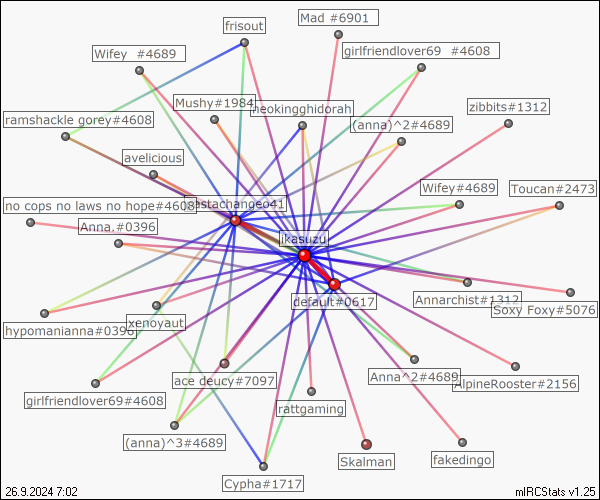 Mad #6901
frisout
girlfriendlover69  #4608
Wifey  #4689
Mushy#1984
neokingghidorah
zibbits#1312
ramshackle gorey#4608
(anna)^2#4689
avelicious
Wifey#4689
Toucan#2473
no cops no laws no hope#4608
Anna.#0396
jkasuzu
default#0617
Annarchist#1312
Soxy Foxy#5076
hypomanianna#0396
xenoyaut
ace deucy#7097
Anna^2#4689
AlpineRooster#2156
girlfriendlover69#4608
rattgaming
(anna)^3#4689
Skalman
fakedingo
Cypha#1717
26.9.2024 7:02
mIRCStats v1.25